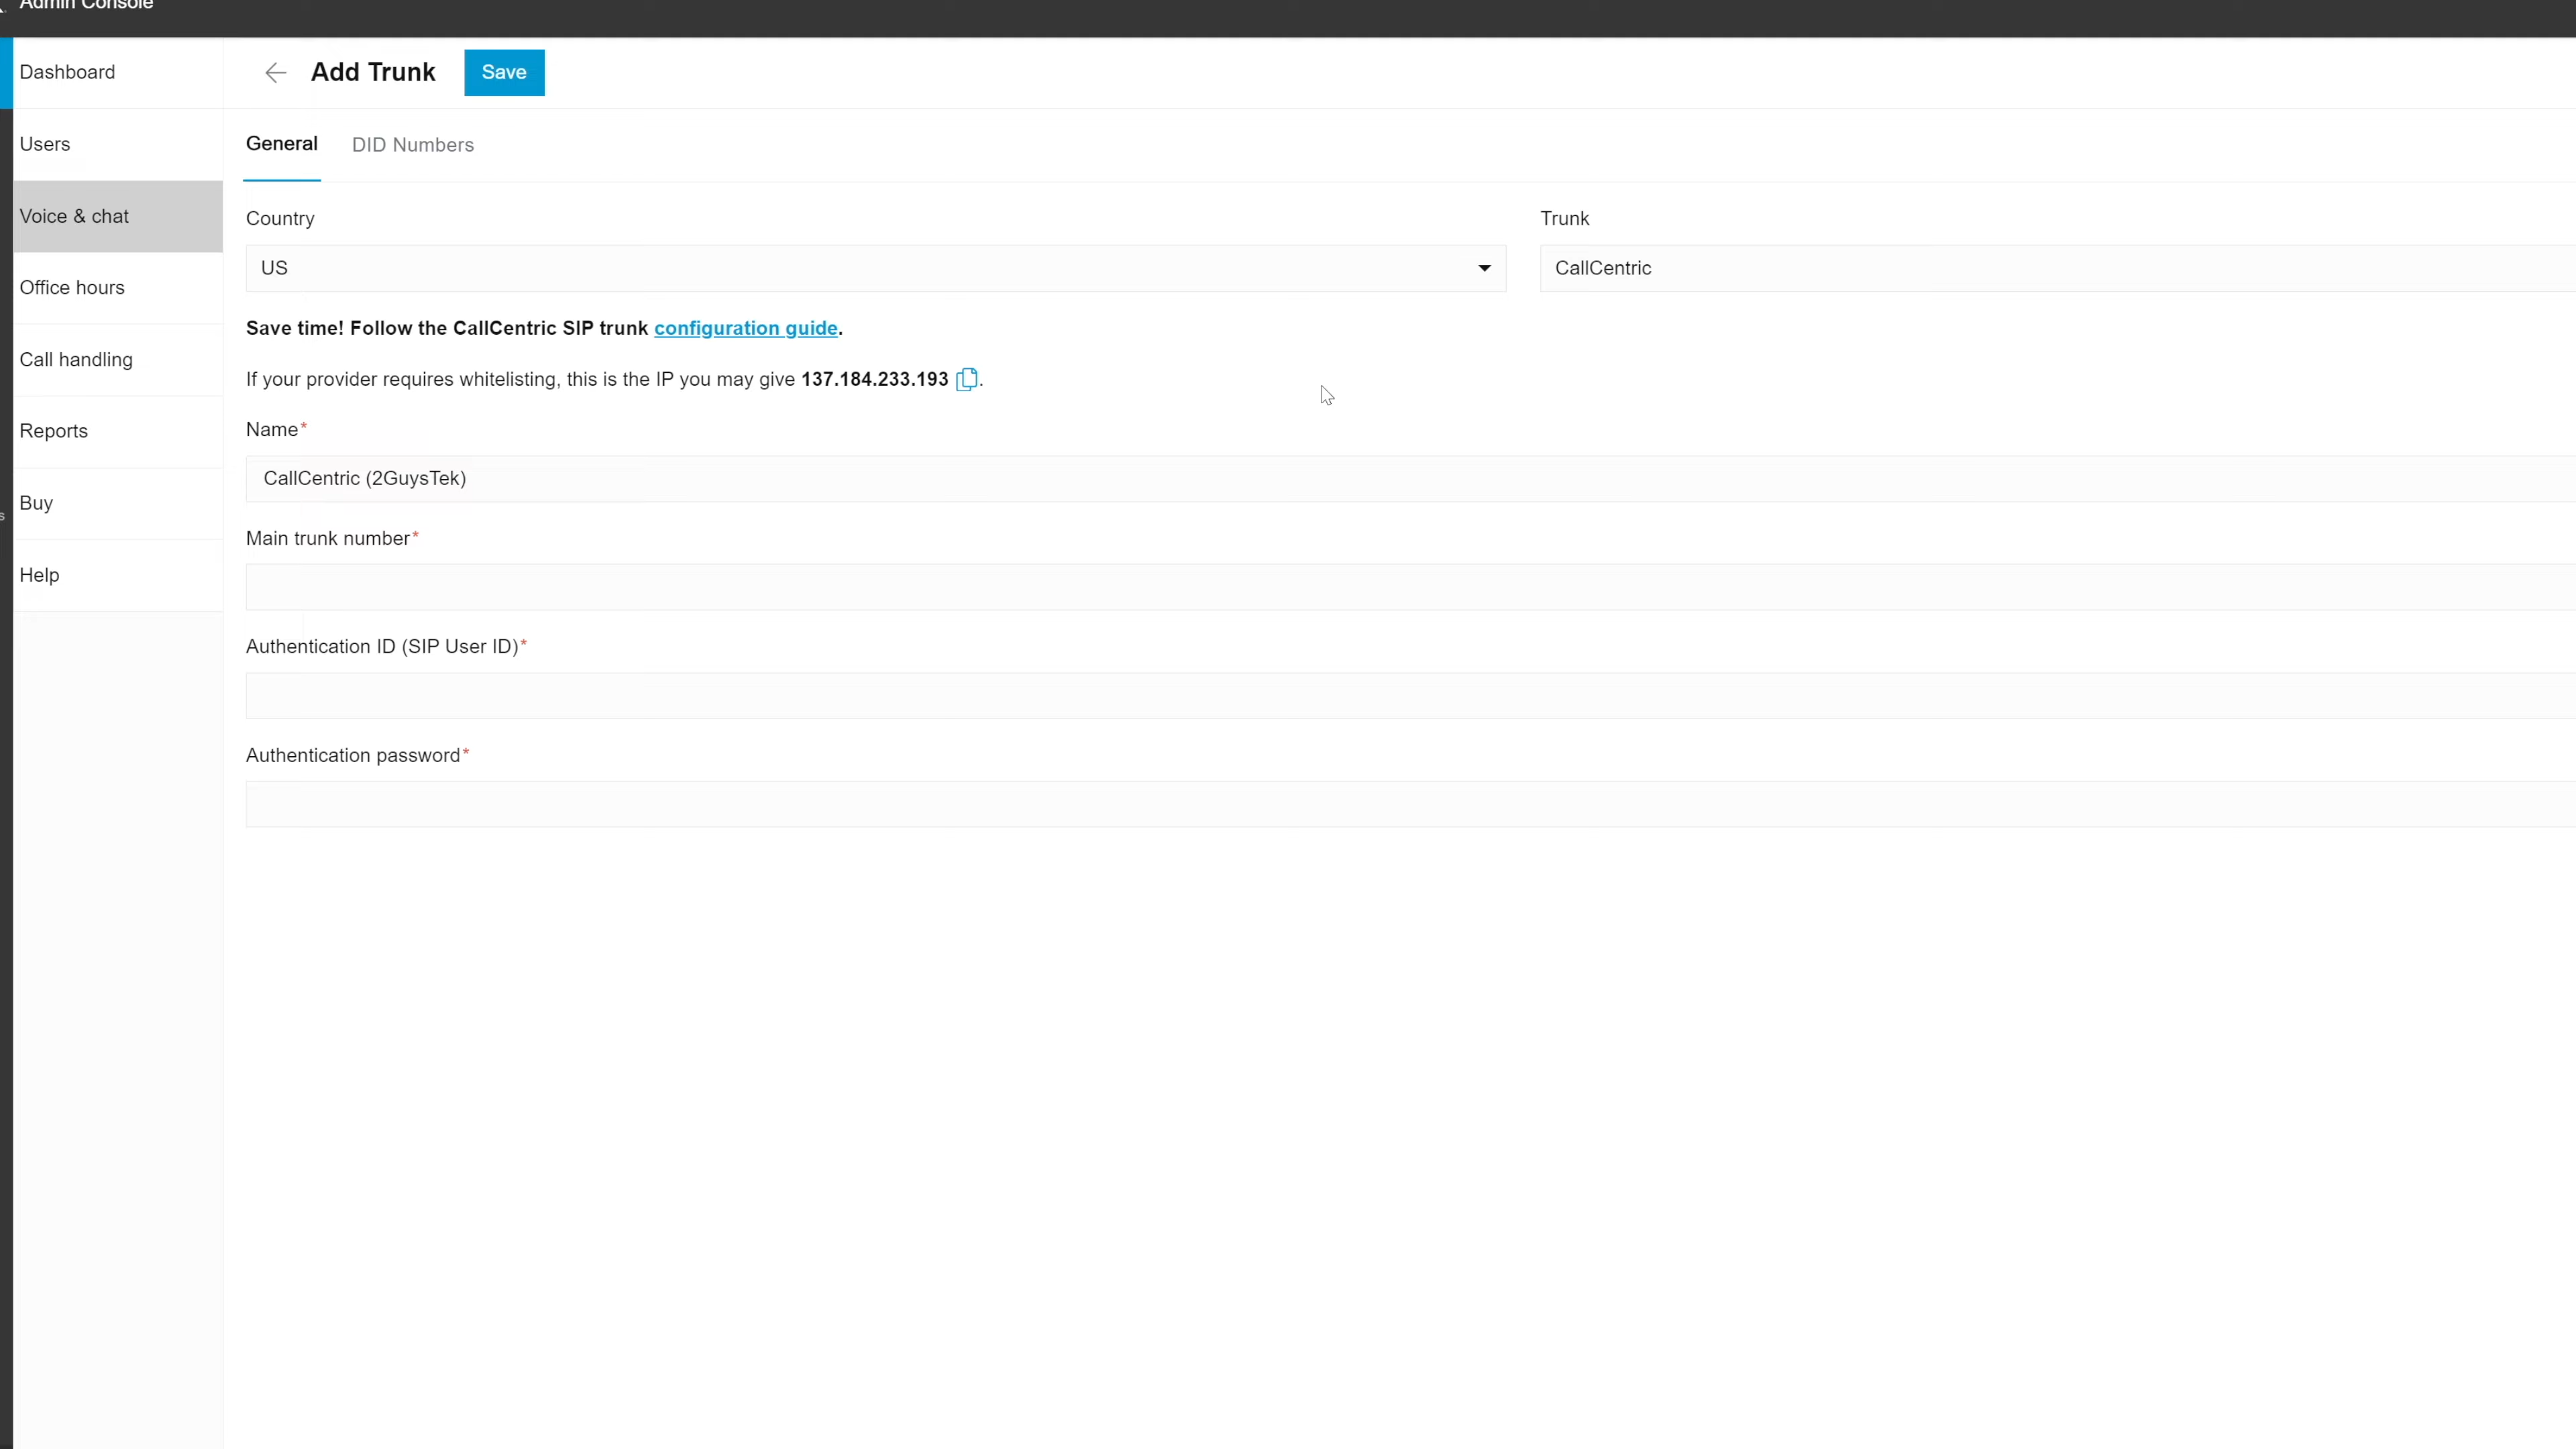 Admin Console
Dashboard
Users
Voice & chat
Office hours
Call handling
Reports
Buy
Help
Add Trunk
Save
General
DID Numbers
Country
Trunk
US
CallCentric
Save time! Follow the CallCentric SIP trunk configuration guide.
If your provider requires whitelisting, this is the IP you may give 137.184.233.193 .
Name*
CallCentric (2GuysTek)
Main trunk number*
Authentication ID (SIP User ID)*
Authentication password*